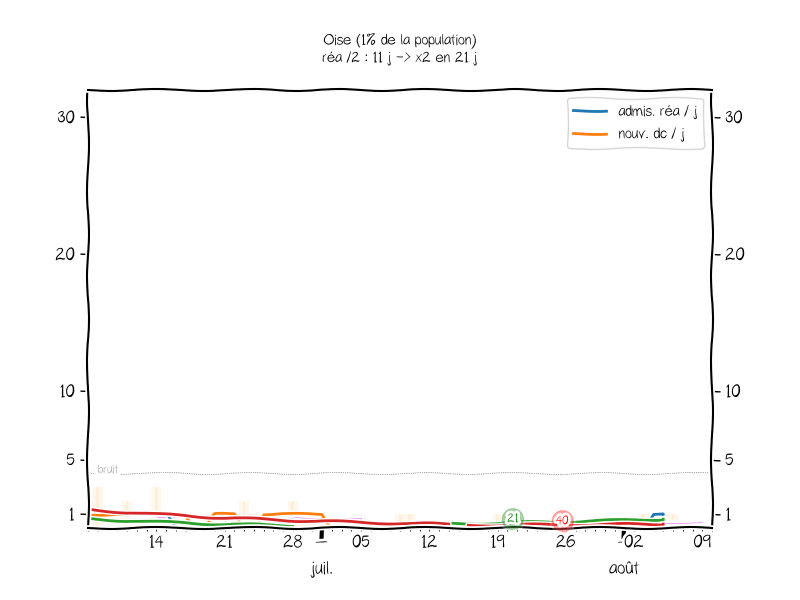 Oise (1% de la population)
réa /2 : 11 j -> x2 en 21 j
admis. réa / j
nouv. dc / j
30 30
20 20
10 10
5 5
bruit
1 1
21 40
14 21 28 05 12 19 26 02 09
juil. août